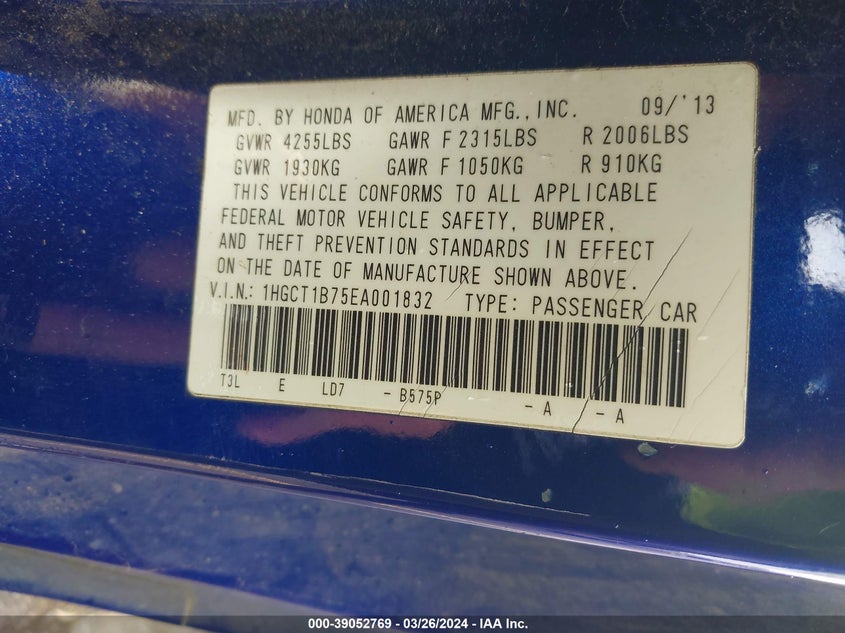 MFD. BY HONDA OF AMERICA MFG.,INC. 09/'13
GVWR 4255LBS GAWR F 2315LBS R 2006LBS
GVWR 1930KG GAWR F 1050KG R 910KG
THIS VEHICLE CONFORMS TO ALL APPLICABLE
FEDERAL MOTOR VEHICLE SAFETY, BUMPER,
AND THEFT PREVENTION STANDARDS IN EFFECT
ON THE DATE OF MANUFACTURE SHOWN ABOVE.
V.I.N.: 1HGCT1B75EA001832 TYPE: PASSENGER CAR
T3L E LD7 - B575P - A - A
000-39052769 - 03/26/2024 - IAA Inc.